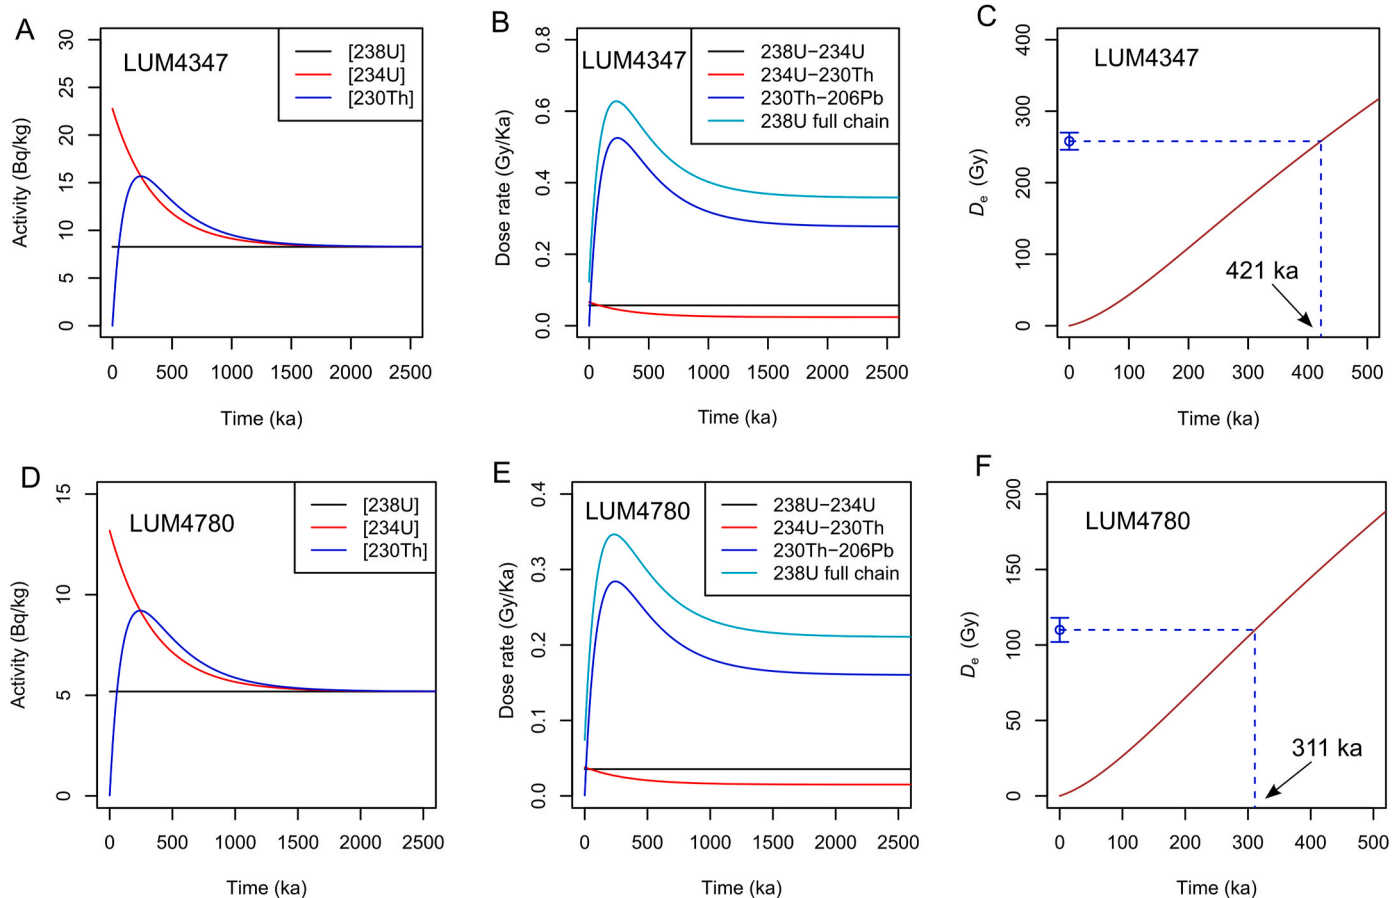 A
LUM4347
[238U]
[234U]
[230Th]
Activity (Bq/kg)
30
25
20
15
10
5
0
0 500 1000 1500 2000 2500
Time (ka)
B
LUM4347
238U−234U
234U−230Th
230Th−206Pb
238U full chain
Dose rate (Gy/Ka)
0.8
0.6
0.4
0.2
0.0
0 500 1000 1500 2000 2500
Time (ka)
C
LUM4347
De (Gy)
400
300
200
100
0
421 ka
0 100 200 300 400 500
Time (ka)
D
LUM4780
[238U]
[234U]
[230Th]
Activity (Bq/kg)
15
10
5
0
0 500 1000 1500 2000 2500
Time (ka)
E
LUM4780
238U−234U
234U−230Th
230Th−206Pb
238U full chain
Dose rate (Gy/Ka)
0.4
0.3
0.2
0.1
0.0
0 500 1000 1500 2000 2500
Time (ka)
F
LUM4780
De (Gy)
200
150
100
50
0
311 ka
0 100 200 300 400 500
Time (ka)